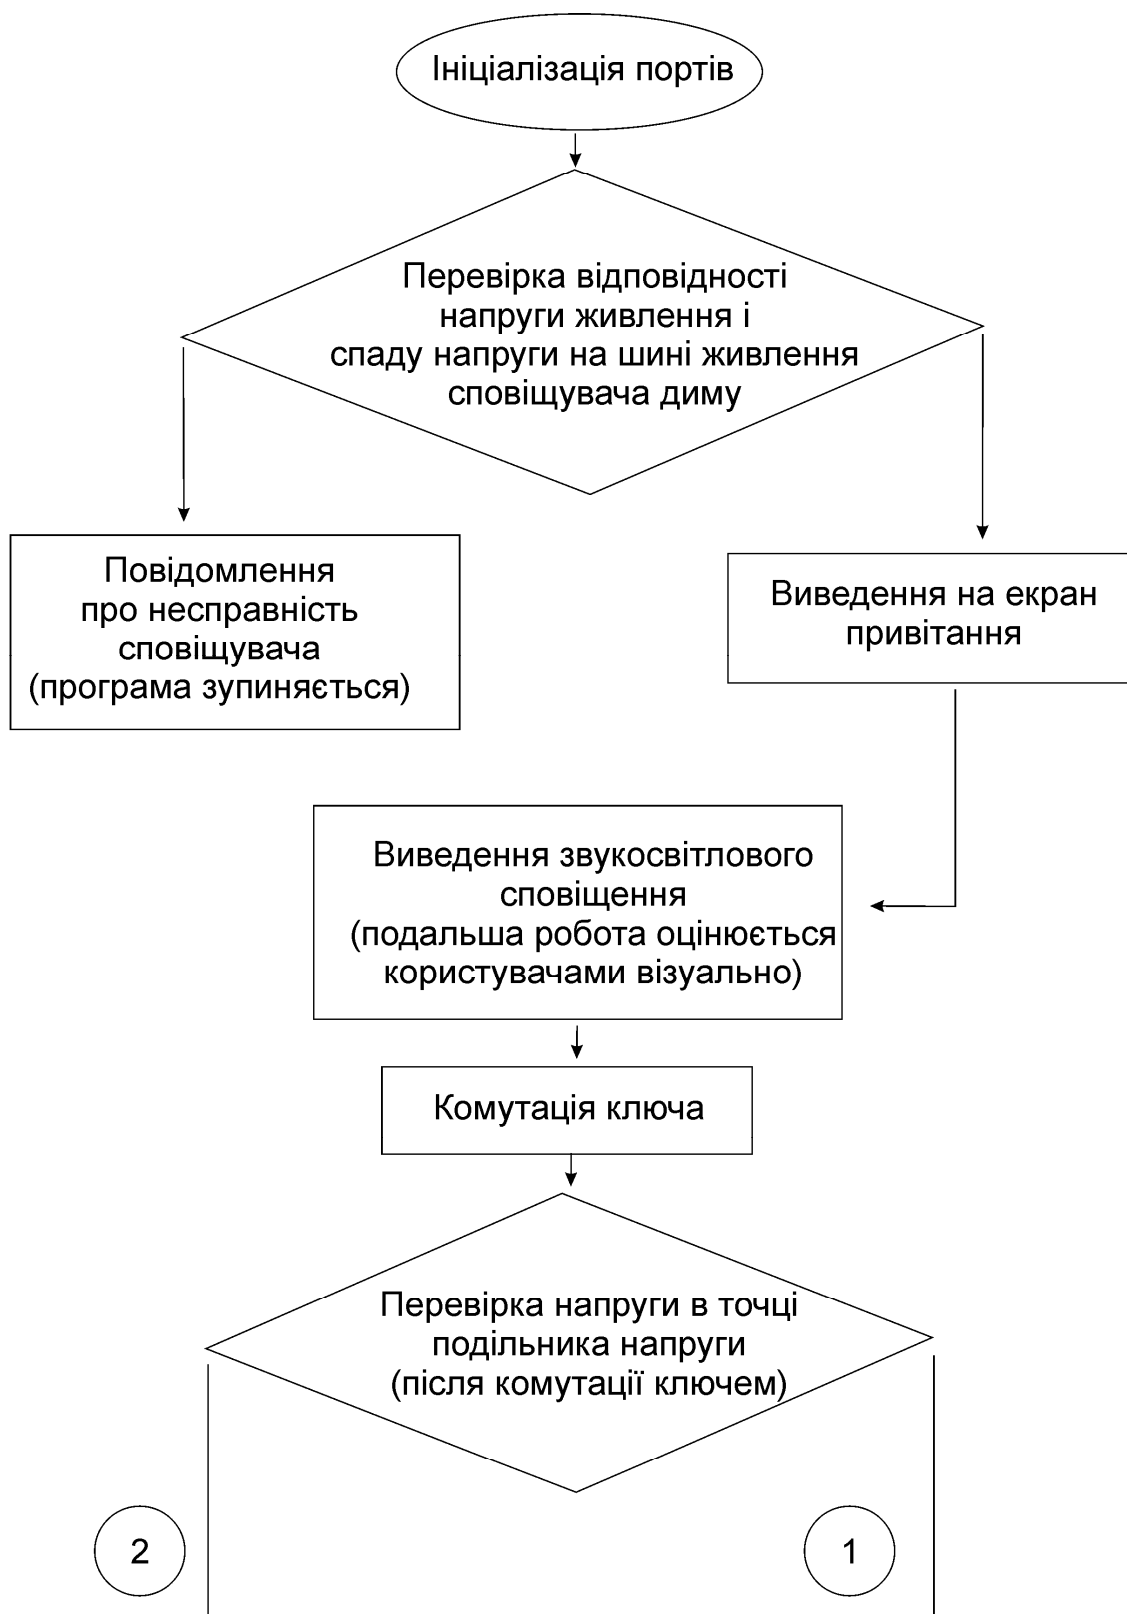 Ініціалізація портів
Перевірка відповідності
напруги живлення і
спаду напруги на шині живлення
сповіщувача диму
Повідомлення
про несправність
сповіщувача
(програма зупиняється)
Виведення на екран
привітання
Виведення звукосвітлового
сповіщення
(подальша робота оцінюється
користувачами візуально)
Комутація ключа
Перевірка напруги в точці
подільника напруги
(після комутації ключем)
2
1